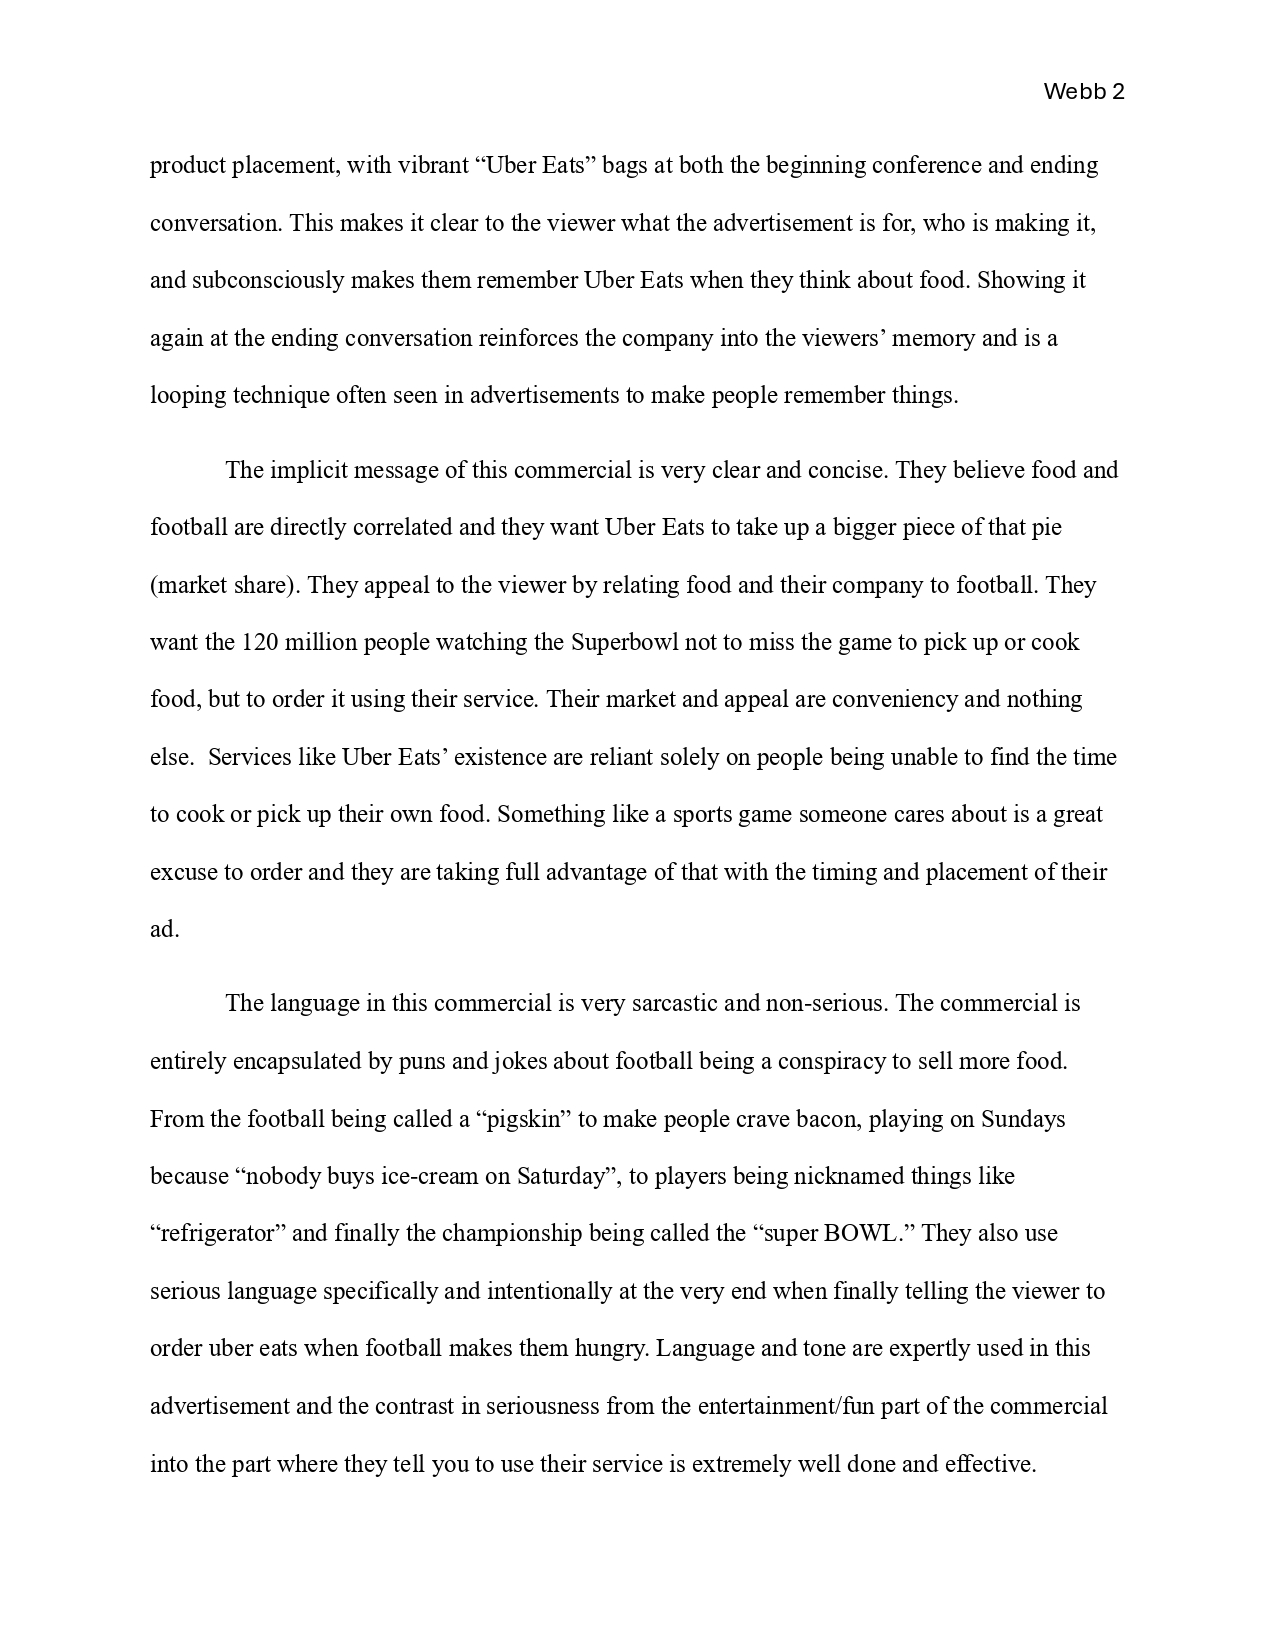 Webb 2
product placement, with vibrant “Uber Eats” bags at both the beginning conference and ending
conversation. This makes it clear to the viewer what the advertisement is for, who is making it,
and subconsciously makes them remember Uber Eats when they think about food. Showing it
again at the ending conversation reinforces the company into the viewers’ memory and is a
looping technique often seen in advertisements to make people remember things.
The implicit message of this commercial is very clear and concise. They believe food and
football are directly correlated and they want Uber Eats to take up a bigger piece of that pie
(market share). They appeal to the viewer by relating food and their company to football. They
want the 120 million people watching the Superbowl not to miss the game to pick up or cook
food, but to order it using their service. Their market and appeal are conveniency and nothing
else.  Services like Uber Eats’ existence are reliant solely on people being unable to find the time
to cook or pick up their own food. Something like a sports game someone cares about is a great
excuse to order and they are taking full advantage of that with the timing and placement of their
ad.
The language in this commercial is very sarcastic and non-serious. The commercial is
entirely encapsulated by puns and jokes about football being a conspiracy to sell more food.
From the football being called a “pigskin” to make people crave bacon, playing on Sundays
because “nobody buys ice-cream on Saturday”, to players being nicknamed things like
“refrigerator” and finally the championship being called the “super BOWL.” They also use
serious language specifically and intentionally at the very end when finally telling the viewer to
order uber eats when football makes them hungry. Language and tone are expertly used in this
advertisement and the contrast in seriousness from the entertainment/fun part of the commercial
into the part where they tell you to use their service is extremely well done and effective.